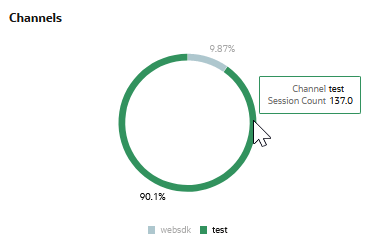 Channels
9.87%
Channel test
Session Count 137.0
90.1%
websdk test